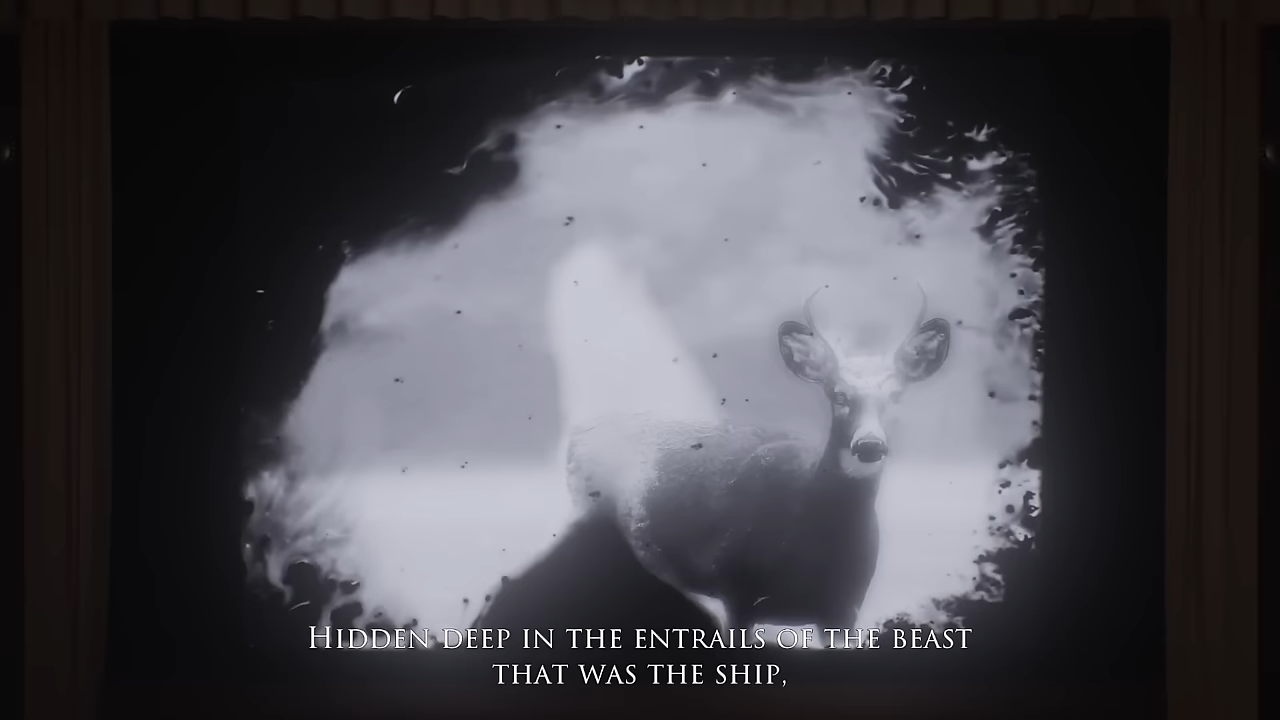 Hidden deep in the entrails of the beast
that was the ship,